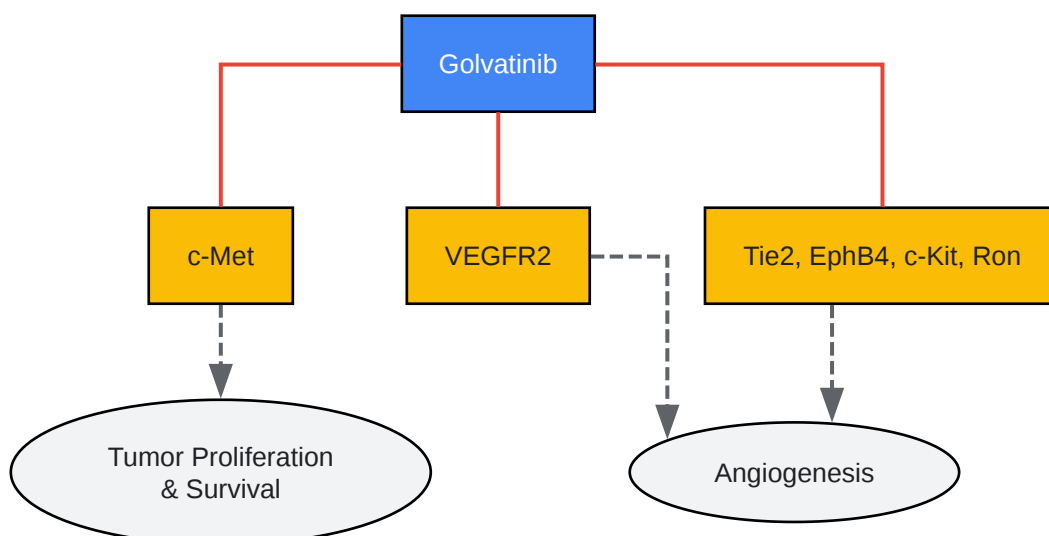 Golvatinib
c-Met
VEGFR2
Tie2, EphB4, c-Kit, Ron
Tumor Proliferation
& Survival
Angiogenesis